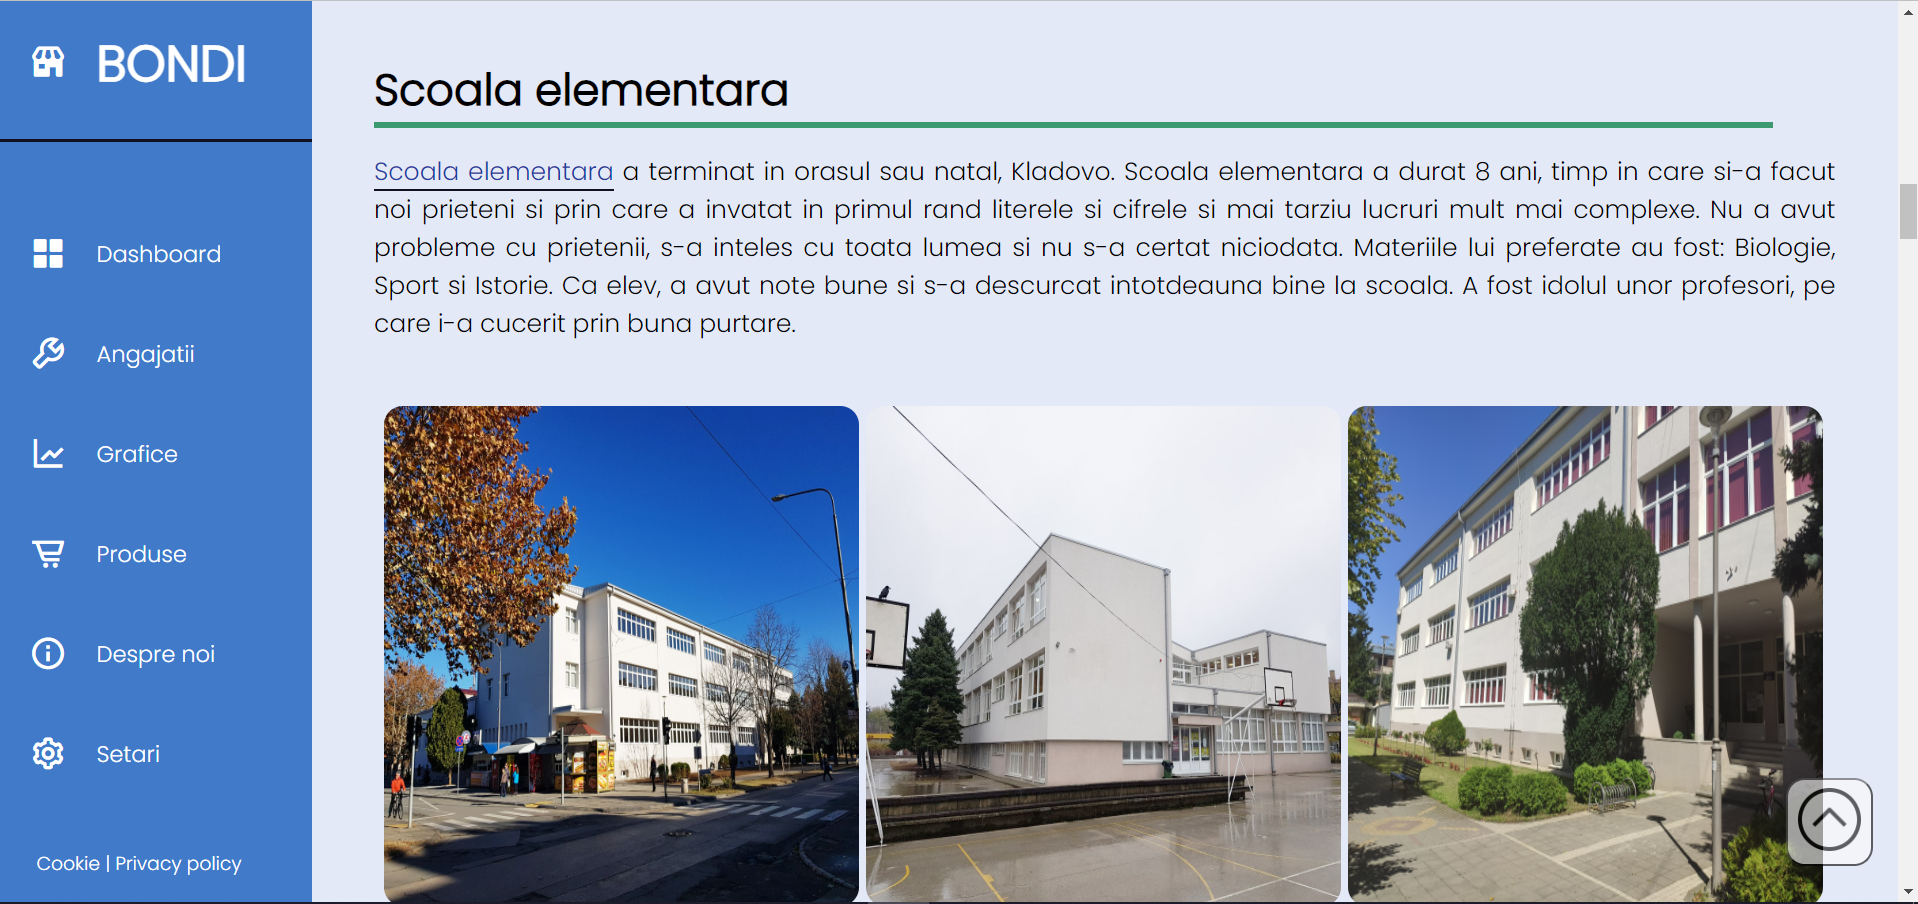 BONDI
Dashboard
Angajatii
Grafice
Produse
Despre noi
Setari
Cookie | Privacy policy
Scoala elementara
Scoala elementara a terminat in orasul sau natal, Kladovo. Scoala elementara a durat 8 ani, timp in care si-a facut
noi prieteni si prin care a invatat in primul rand literele si cifrele si mai tarziu lucruri mult mai complexe. Nu a avut
probleme cu prietenii, s-a inteles cu toata lumea si nu s-a certat niciodata. Materiile lui preferate au fost: Biologie,
Sport si Istorie. Ca elev, a avut note bune si s-a descurcat intotdeauna bine la scoala. A fost idolul unor profesori, pe
care i-a cucerit prin buna purtare.